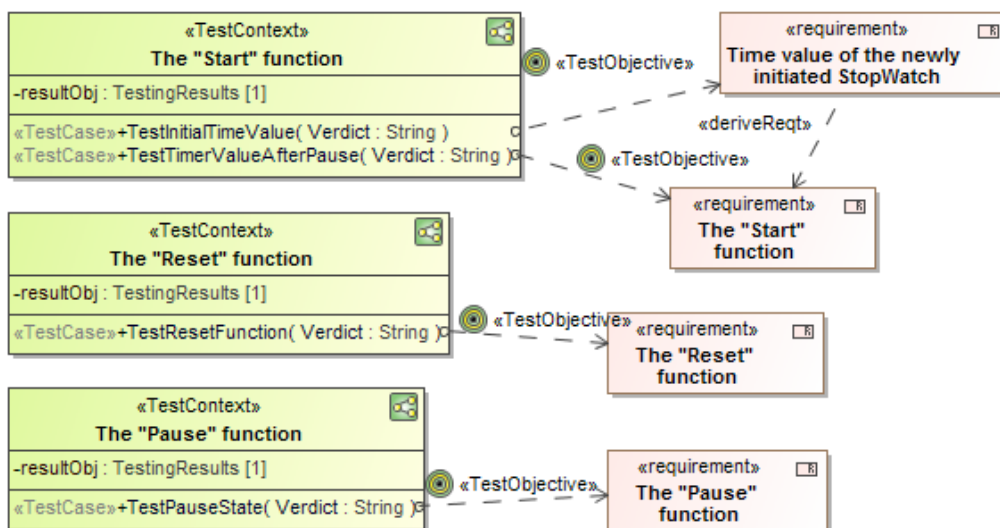 «TestContext»
The "Start" function
-resultObj : TestingResults [1]
«TestCase»+TestInitialTimeValue( Verdict : String )
«TestCase»+TestTimerValueAfterPause( Verdict : String )
«TestObjective»
«requirement»
Time value of the newly
initiated StopWatch
«deriveReqt»
«TestObjective»
«requirement»
The "Start"
function
«TestContext»
The "Reset" function
-resultObj : TestingResults [1]
«TestCase»+TestResetFunction( Verdict : String )
«TestObjective»
«requirement»
The "Reset"
function
«TestContext»
The "Pause" function
-resultObj : TestingResults [1]
«TestCase»+TestPauseState( Verdict : String )
«TestObjective»
«requirement»
The "Pause"
function